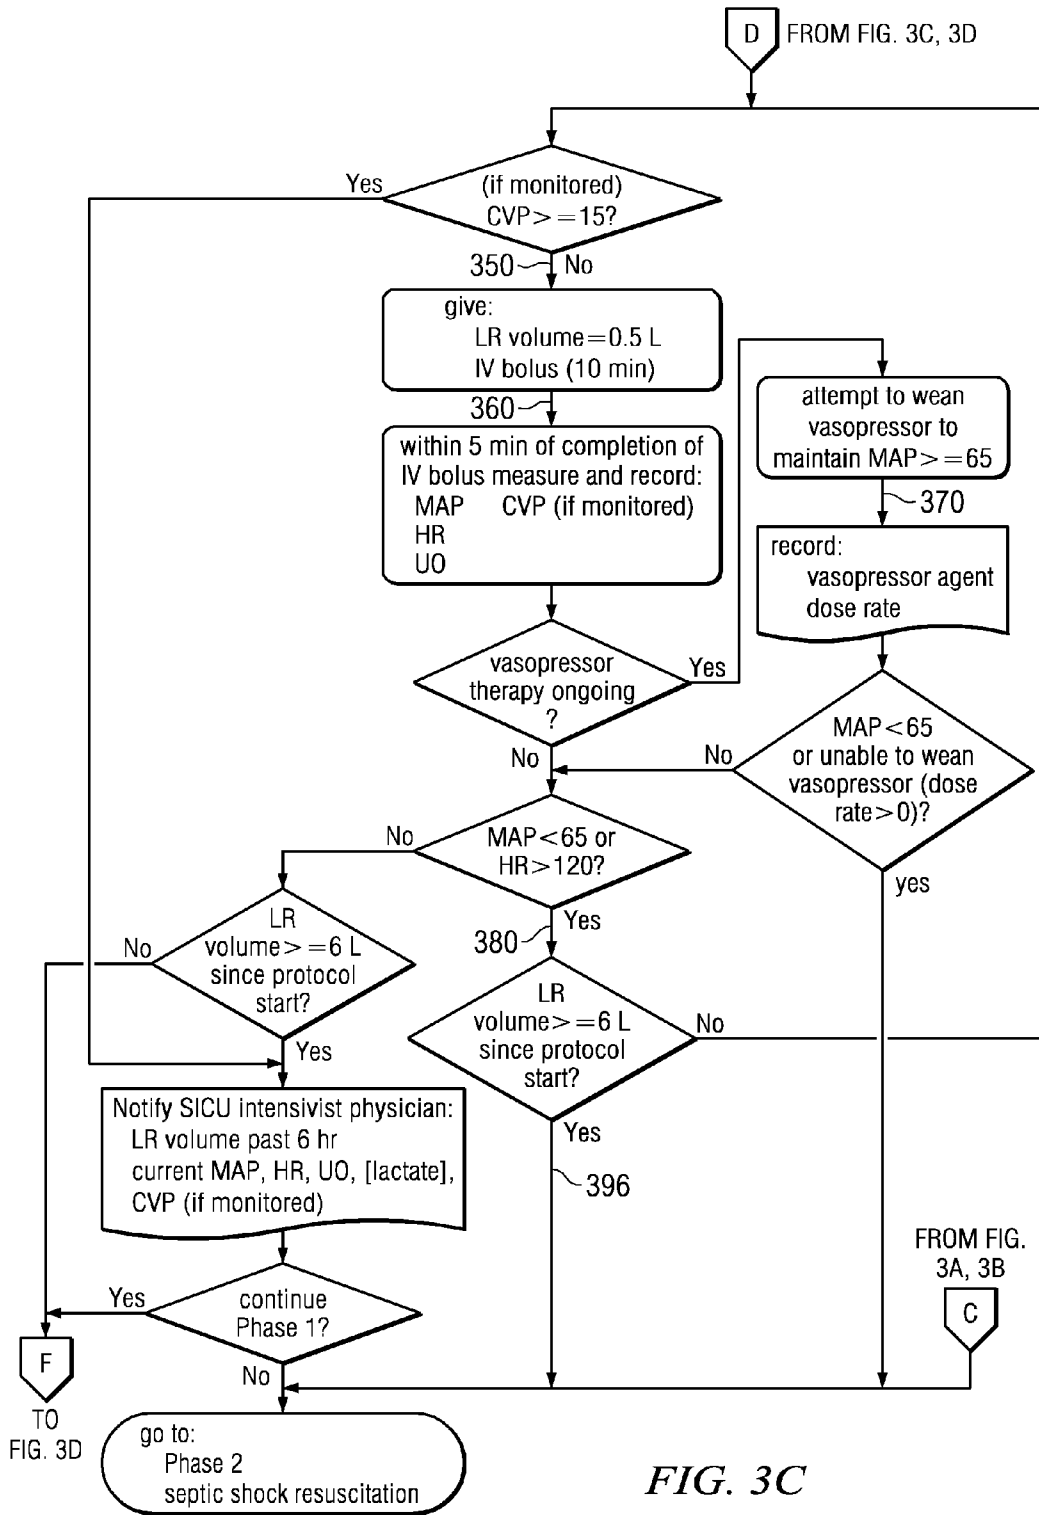 D
FROM FIG. 3C, 3D
(if monitored)
CVP> =15?
Yes
350
No
give:
LR volume=0.5 L
IV bolus (10 min)
360
within 5 min of completion of
IV bolus measure and record:
MAP CVP (if monitored)
HR
UO
vasopressor
therapy ongoing
?
Yes
No
attempt to wean
vasopressor to
maintain MAP> =65
370
record:
vasopressor agent
dose rate
MAP<65
or unable to wean
vasopressor (dose
rate>0)?
No
yes
MAP<65 or
HR>120?
No
Yes
380
LR
volume> =6 L
since protocol
start?
No
Yes
LR
volume> =6 L
since protocol
start?
No
Yes
396
Notify SICU intensivist physician:
LR volume past 6 hr
current MAP, HR, UO, [lactate],
CVP (if monitored)
continue
Phase 1?
Yes
No
F
TO
FIG. 3D
FROM FIG.
3A, 3B
C
go to:
Phase 2
septic shock resuscitation
FIG. 3C